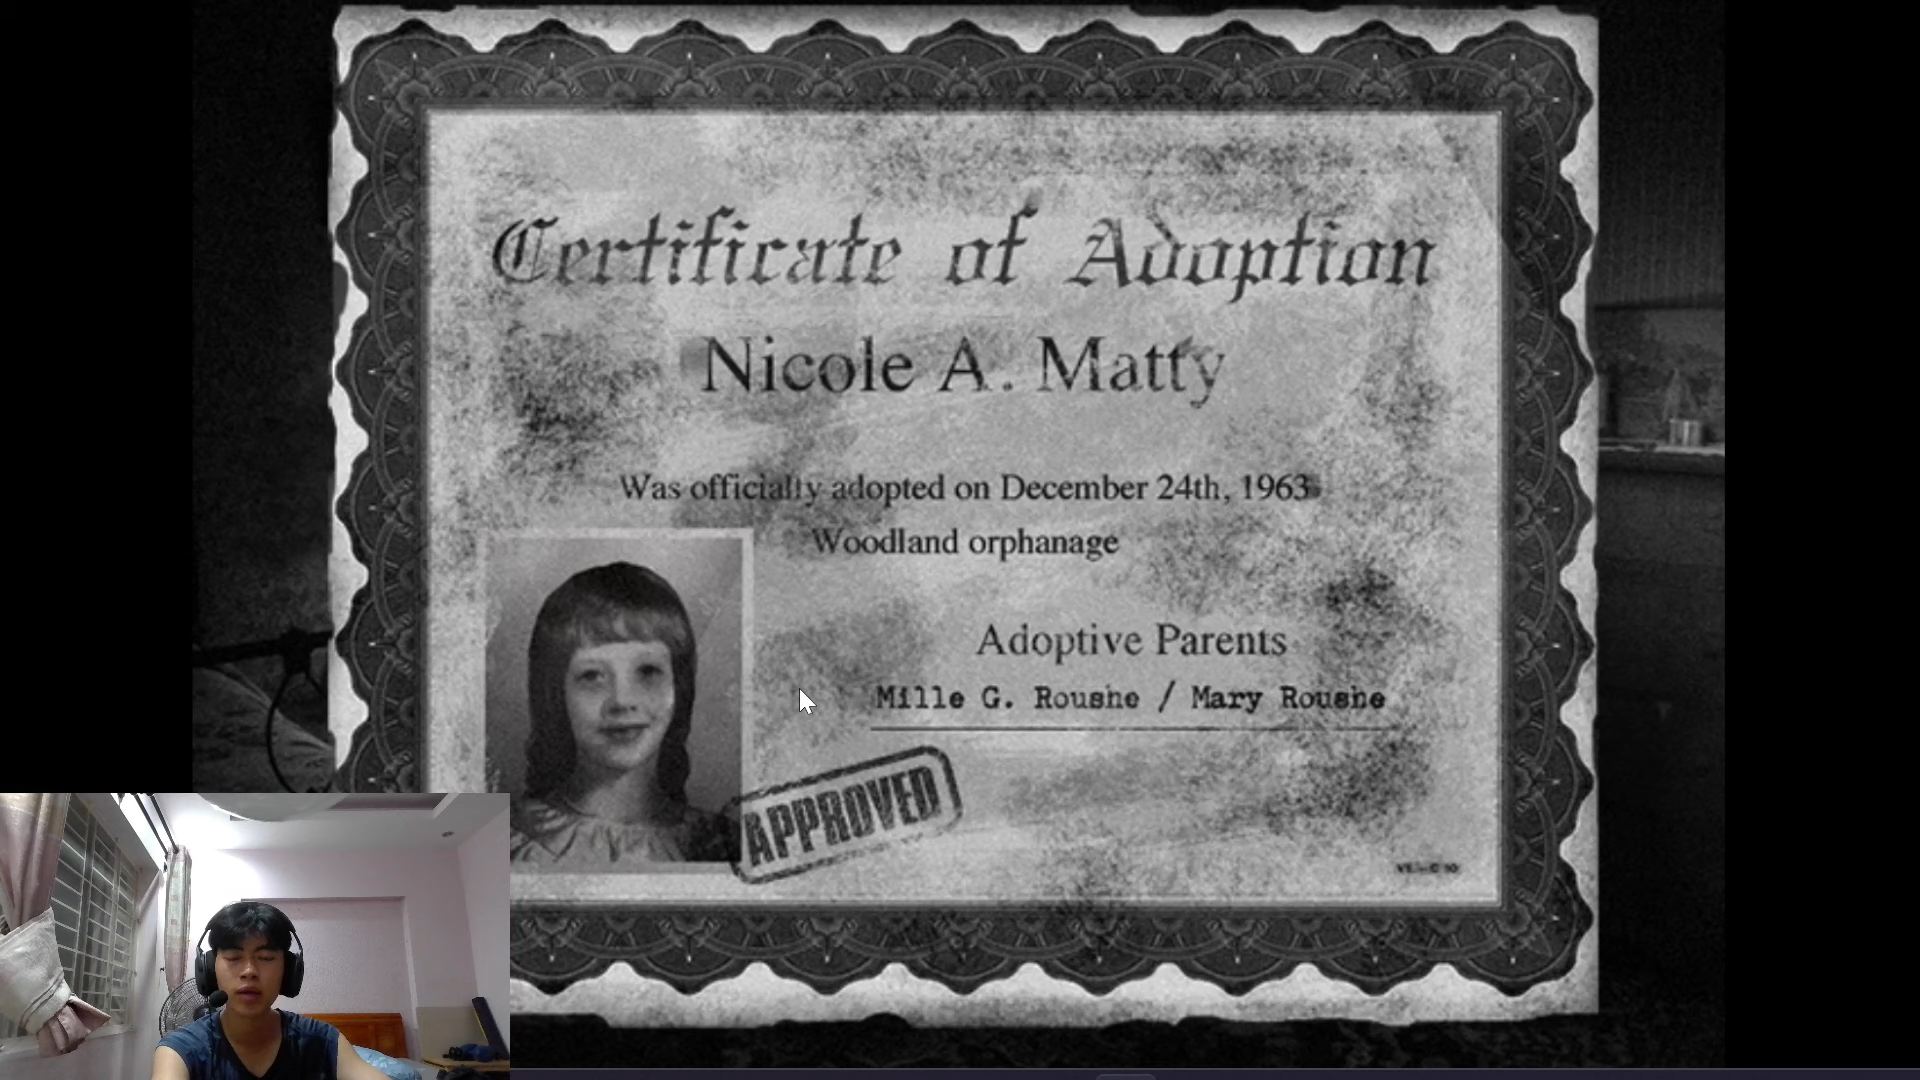 Certificate of Adoption
Nicole A. Matty
Was officially adopted on December 24th, 1963
Woodland orphanage
Adoptive Parents
Mille G. Roushe / Mary Roushe
APPROVED